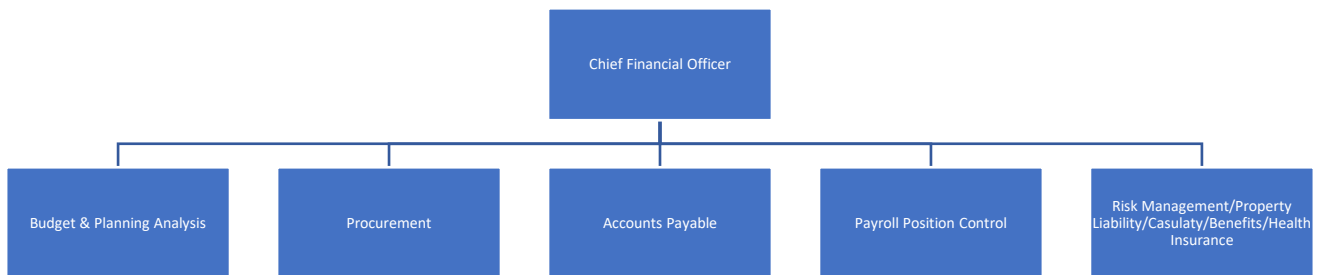 Chief Financial Officer
Budget & Planning Analysis
Procurement
Accounts Payable
Payroll Position Control
Risk Management/Property
Liability/Casulaty/Benefits/Health
Insurance